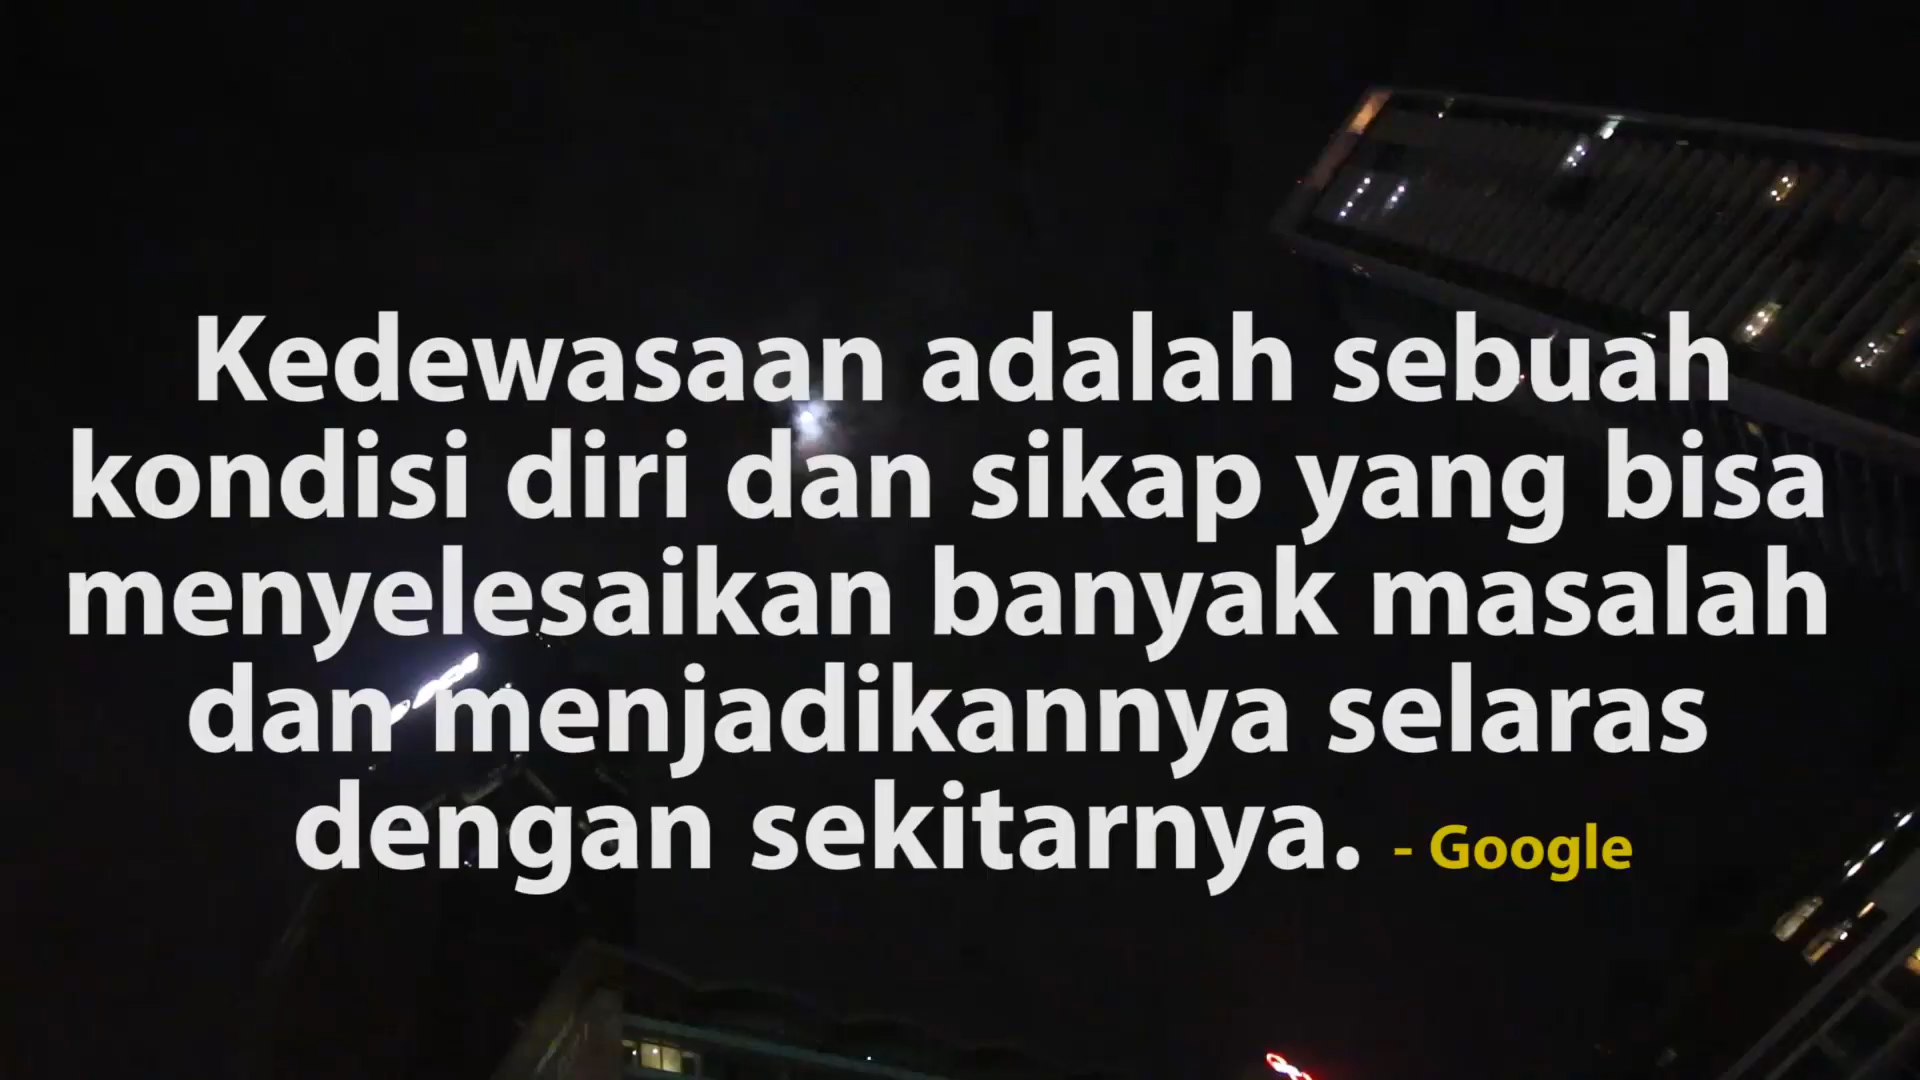 Kedewasaan adalah sebuah
kondisi diri dan sikap yang bisa
menyelesaikan banyak masalah
dan menjadikannya selaras
dengan sekitarnya. - Google